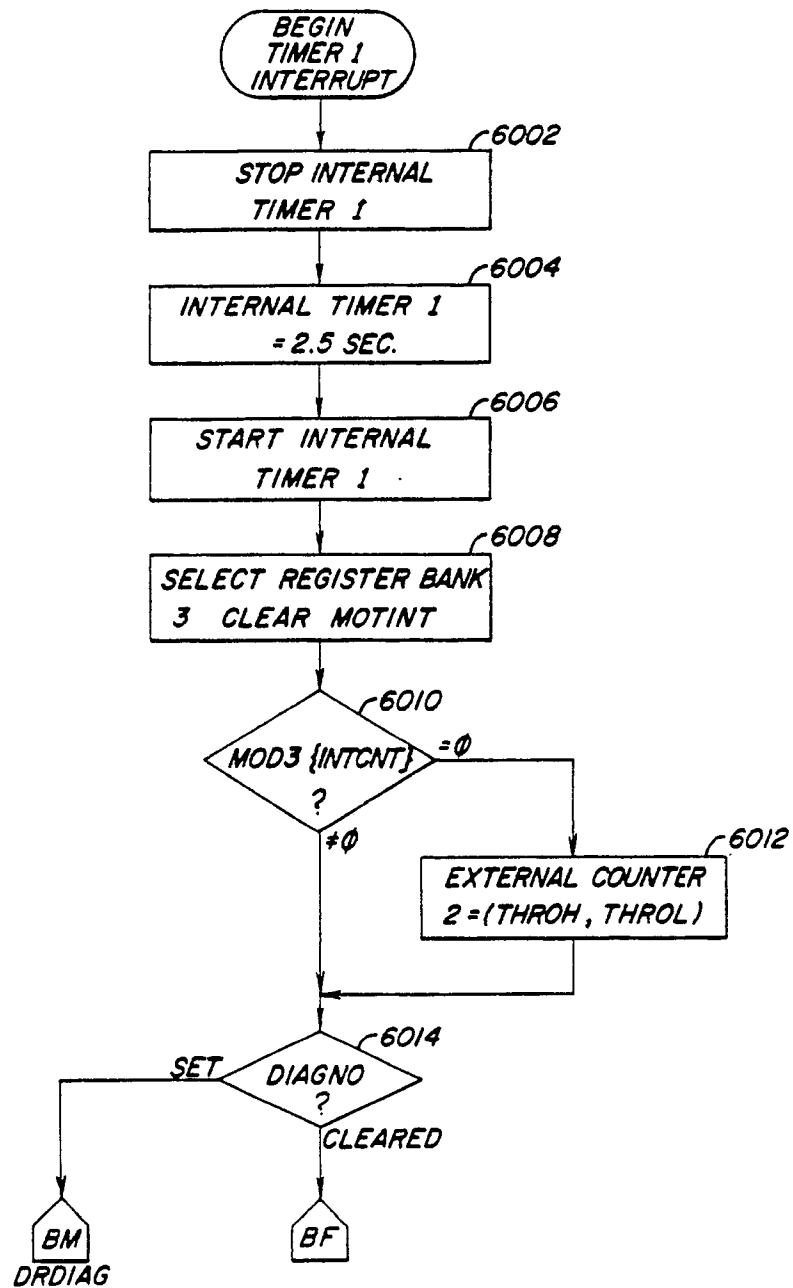 BEGIN
TIMER 1
INTERRUPT
6002
STOP INTERNAL
TIMER 1
6004
INTERNAL TIMER 1
= 2.5 SEC.
6006
START INTERNAL
TIMER 1
6008
SELECT REGISTER BANK
3 CLEAR MOTINT
6010
MOD3 {INTCNT}
?
=φ
≠φ
6012
EXTERNAL COUNTER
2 = (THROH, THROL)
6014
DIAGNO
?
SET
CLEARED
BM
DRDIAG
BF